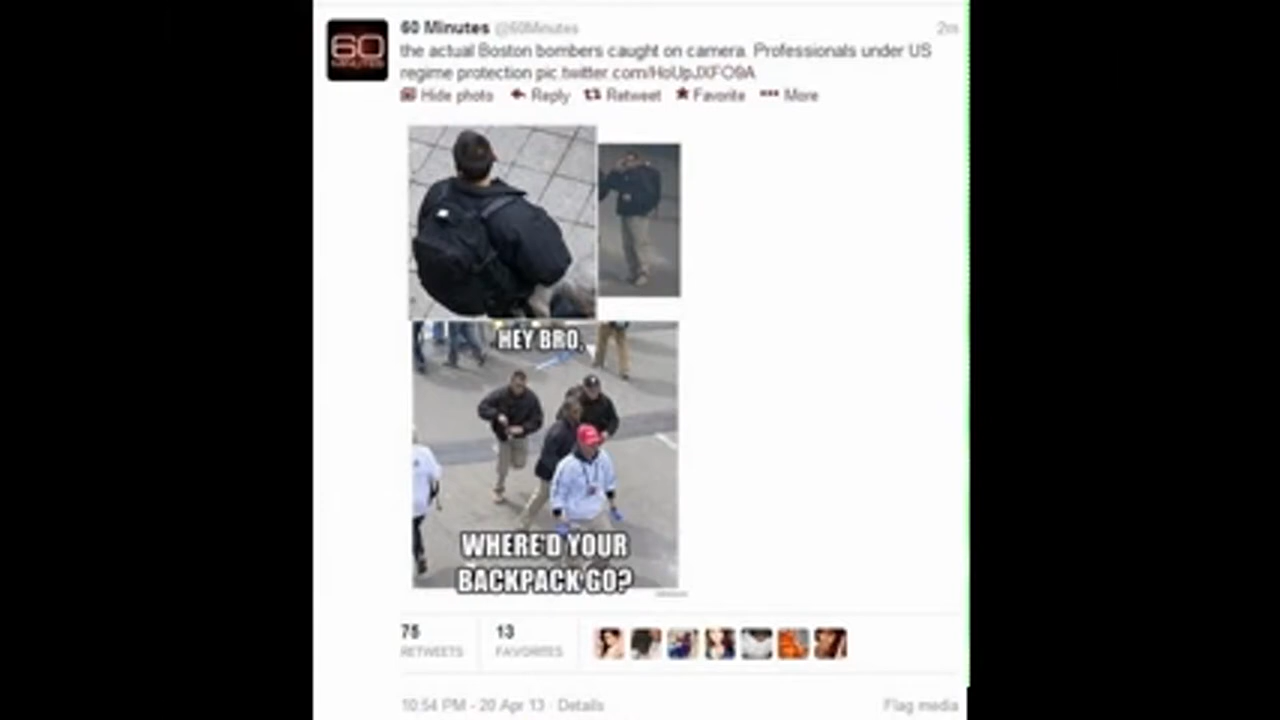 60 Minutes @60Minutes 2m
60 MINUTES
the actual Boston bombers caught on camera. Professionals under US
regime protection pic.twitter.com/HoUpJXFO9A
Hide photo Reply Retweet Favorite More
HEY BRO,
WHERE'D YOUR
BACKPACK GO?
75 13
RETWEETS FAVORITES
10:54 PM - 20 Apr 13 · Details Flag media